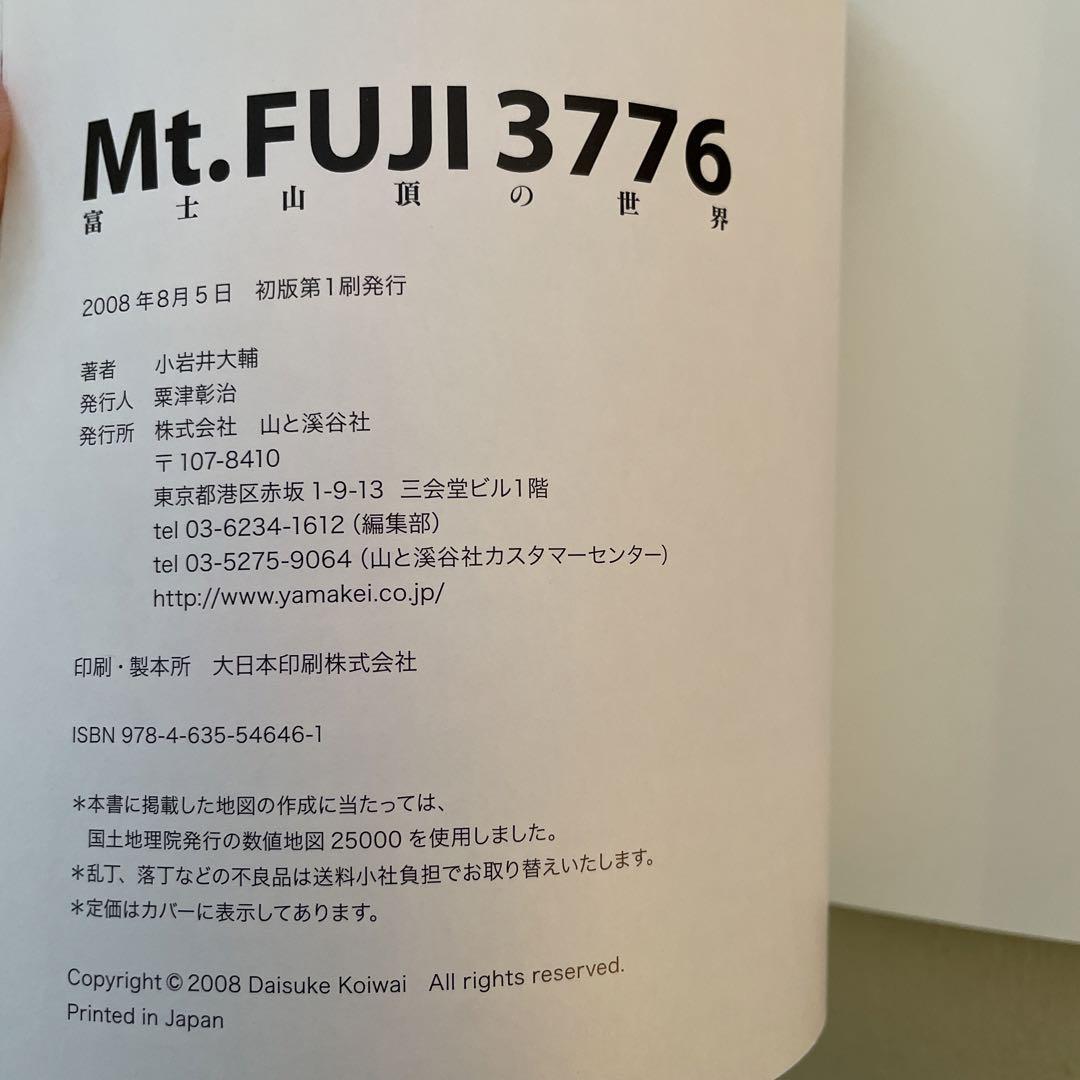 Mt. FUJI 3776
富士山頂の世界
2008年8月5日　初版第1刷発行
著者　小岩井大輔
発行人　粟津彰治
発行所　株式会社　山と溪谷社
〒107-8410
東京都港区赤坂 1-9-13　三会堂ビル1階
tel 03-6234-1612（編集部）
tel 03-5275-9064（山と溪谷社カスタマーセンター）
http://www.yamakei.co.jp/
印刷・製本所　大日本印刷株式会社
ISBN 978-4-635-54646-1
＊本書に掲載した地図の作成に当たっては、
国土地理院発行の数値地図 25000 を使用しました。
＊乱丁、落丁などの不良品は送料小社負担でお取り替えいたします。
＊定価はカバーに表示してあります。
Copyright © 2008 Daisuke Koiwai　All rights reserved.
Printed in Japan